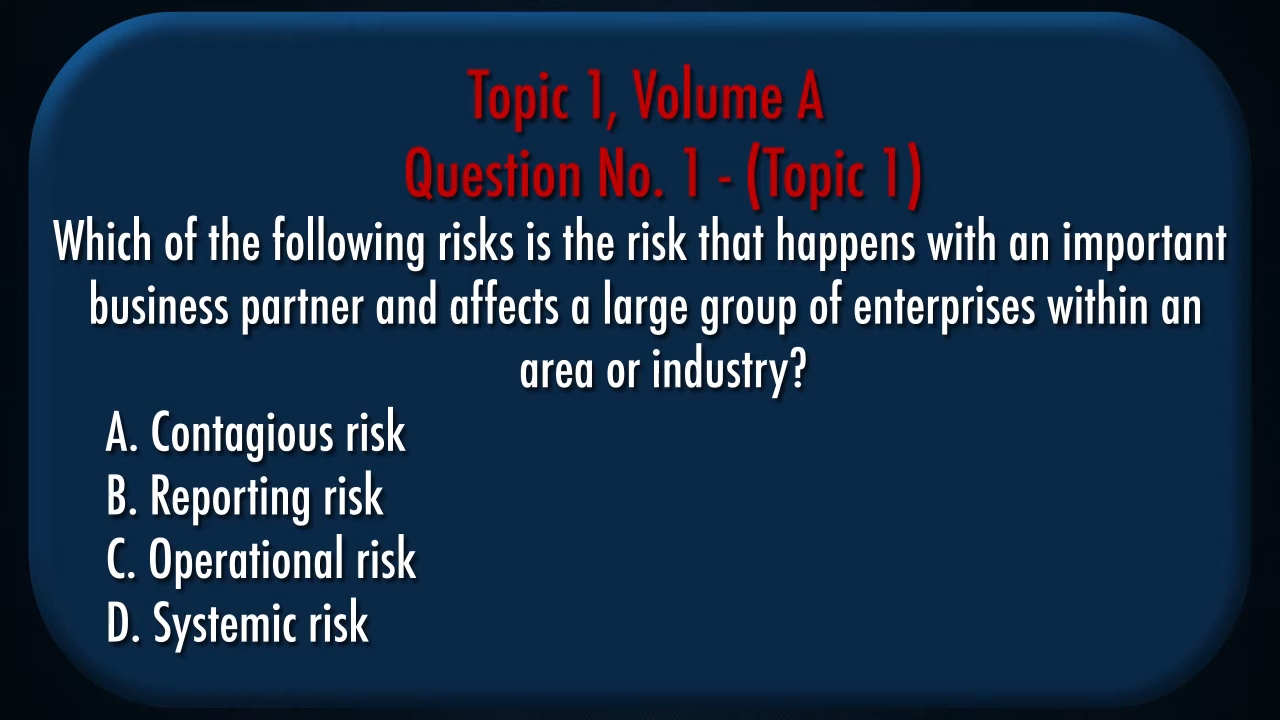 Topic 1, Volume A
Question No. 1 - (Topic 1)
Which of the following risks is the risk that happens with an important
business partner and affects a large group of enterprises within an
area or industry?
A. Contagious risk
B. Reporting risk
C. Operational risk
D. Systemic risk